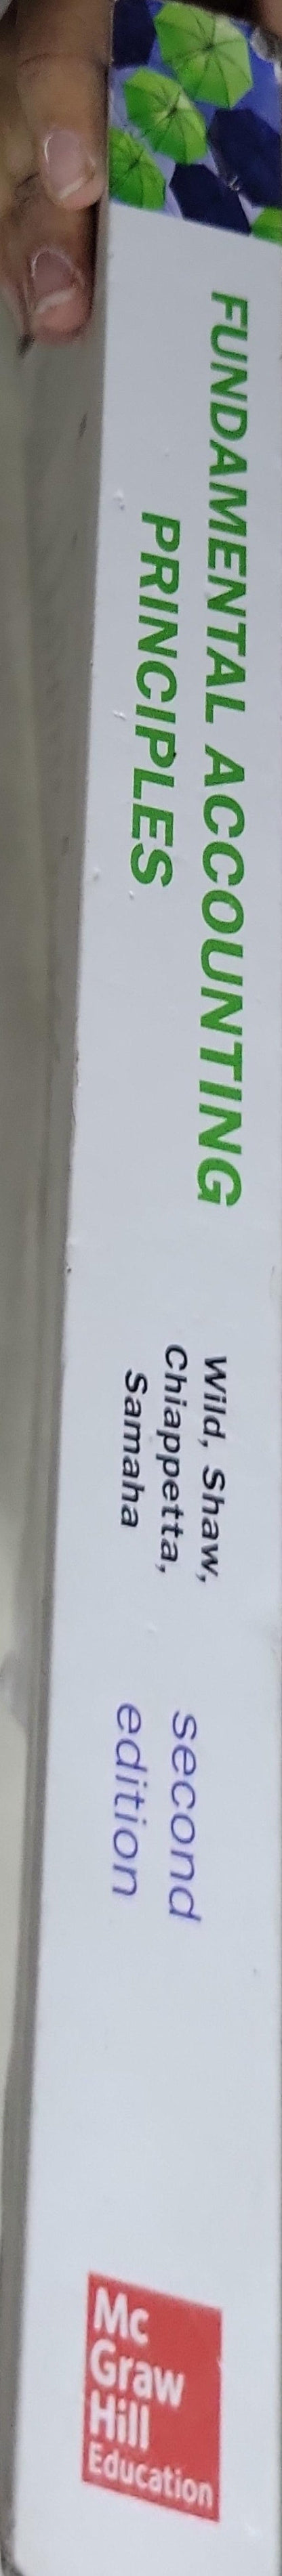 FUNDAMENTAL ACCOUNTING
PRINCIPLES
Wild, Shaw,
Chiappetta,
Samaha
second
edition
Mc
Graw
Hill
Education